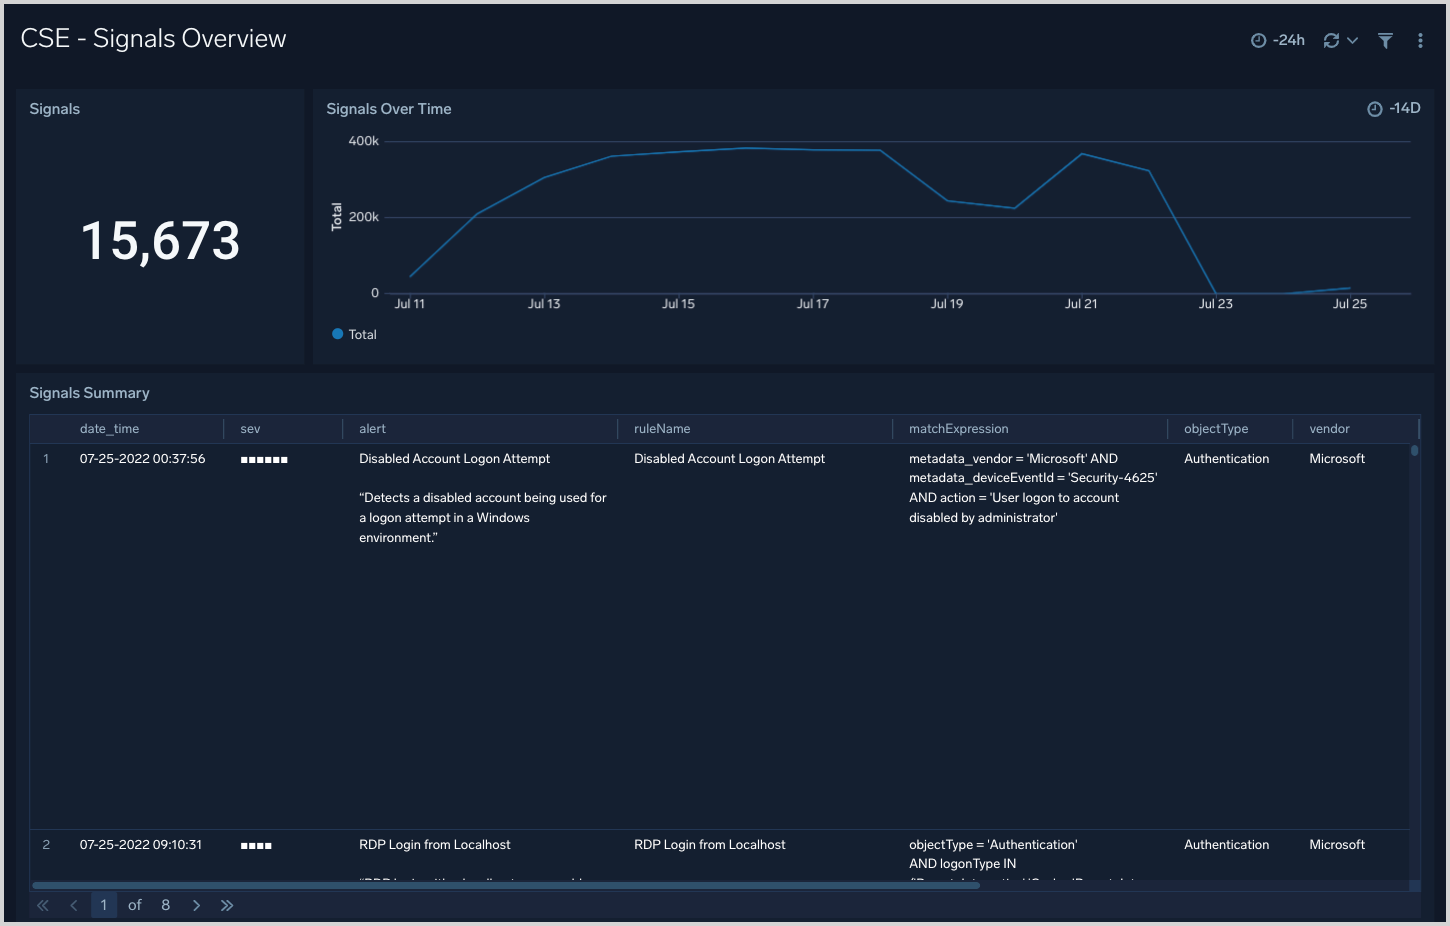 CSE - Signals Overview
-24h
Signals
15,673
Signals Over Time
-14D
Total
400k
200k
0
Jul 11
Jul 13
Jul 15
Jul 17
Jul 19
Jul 21
Jul 23
Jul 25
Total
Signals Summary
date_time sev alert ruleName matchExpression objectType vendor
1 07-25-2022 00:37:56 ■■■■■■ Disabled Account Logon Attempt Disabled Account Logon Attempt metadata_vendor = 'Microsoft' AND Authentication Microsoft
metadata_deviceEventId = 'Security-4625'
“Detects a disabled account being used for AND action = 'User logon to account
a logon attempt in a Windows disabled by administrator'
environment.”
2 07-25-2022 09:10:31 ■■■■ RDP Login from Localhost RDP Login from Localhost objectType = 'Authentication' Authentication Microsoft
AND logonType IN
1 of 8